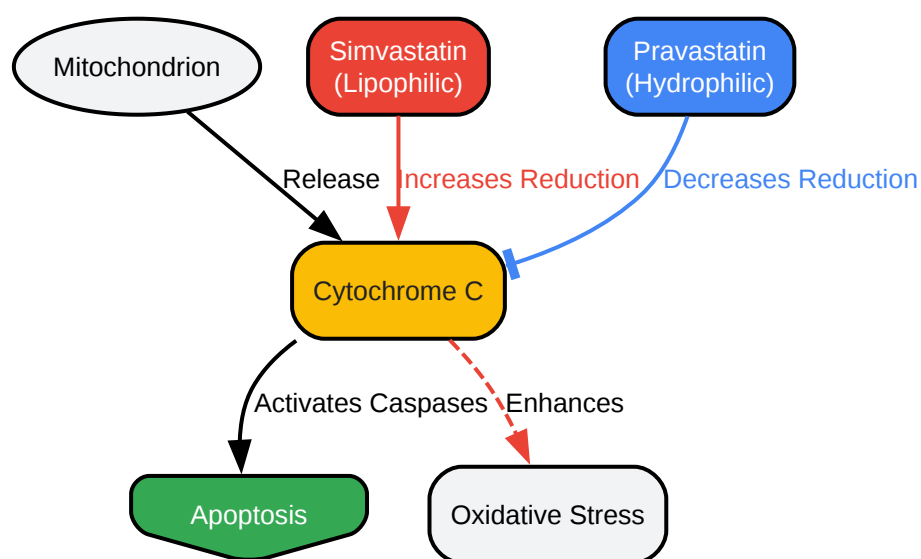 Mitochondrion
Simvastatin
(Lipophilic)
Pravastatin
(Hydrophilic)
Release
Increases Reduction
Decreases Reduction
Cytochrome C
Activates Caspases
Enhances
Apoptosis
Oxidative Stress